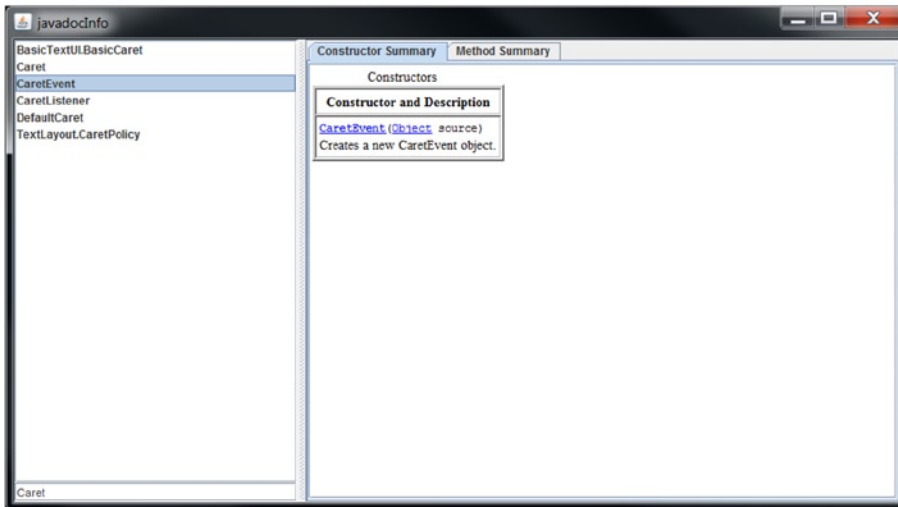 javadocInfo
BasicTextUI.BasicCaret
Caret
CaretEvent
CaretListener
DefaultCaret
TextLayout.CaretPolicy
Caret
Constructor Summary
Method Summary
Constructors
Constructor and Description
CaretEvent(Object source)
Creates a new CaretEvent object.